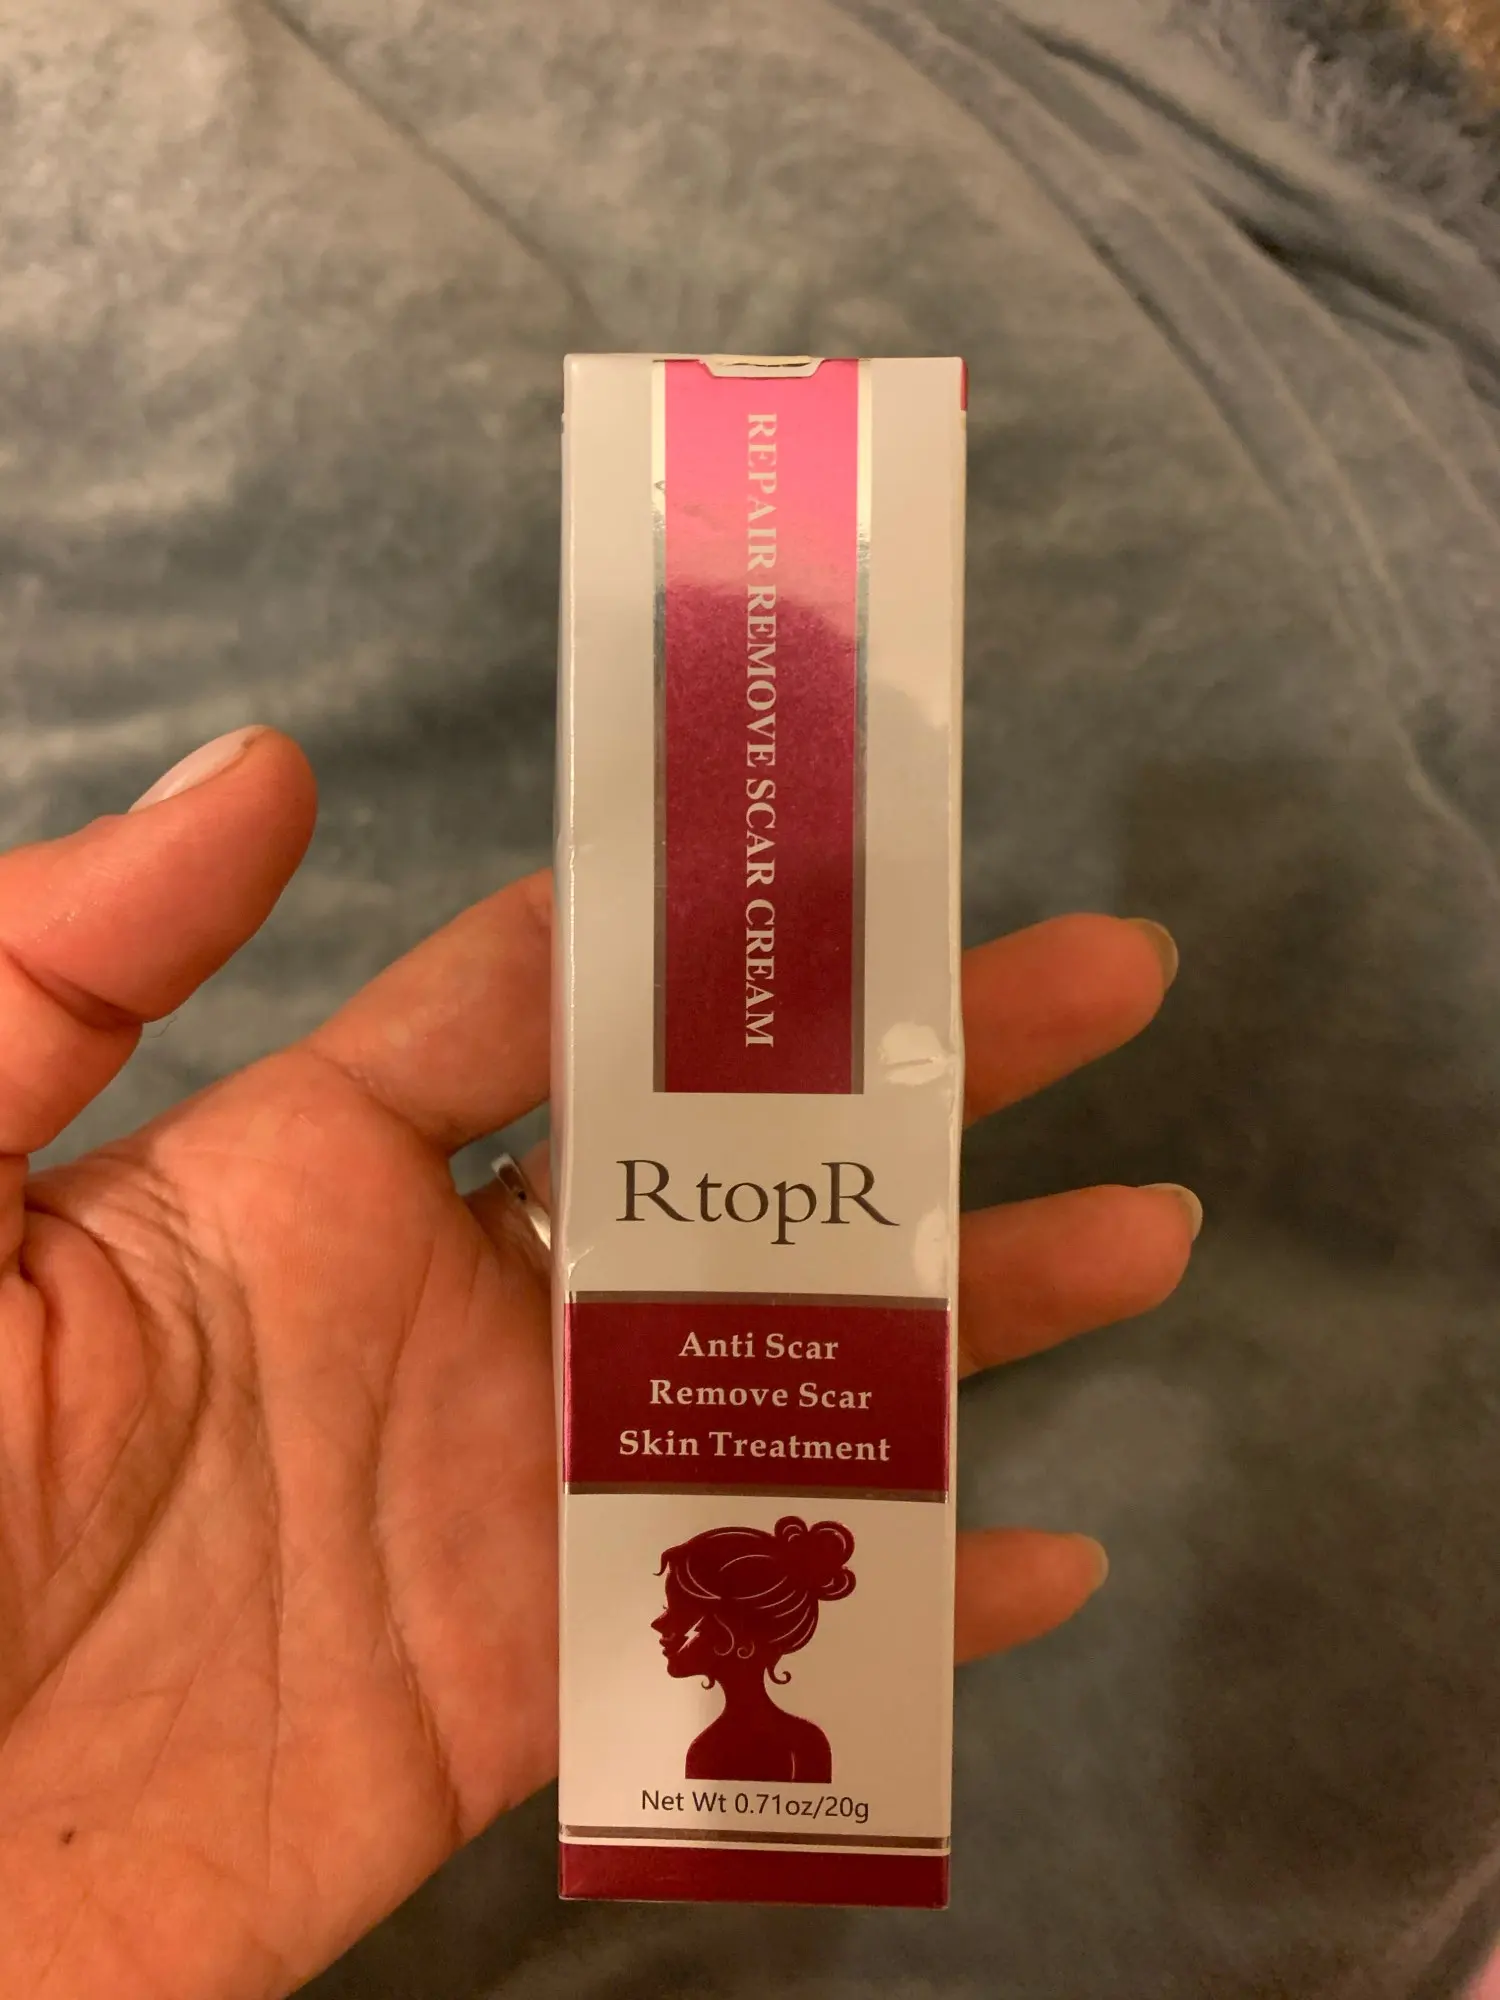 REPAIR REMOVE SCAR CREAM
RtopR
Anti Scar
Remove Scar
Skin Treatment
Net Wt 0.71oz/20g